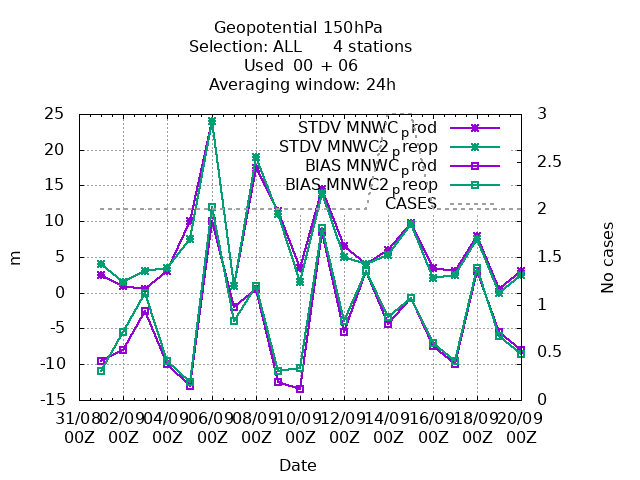 Geopotential 150hPa
Selection: ALL 4 stations
Used 00 + 06
Averaging window: 24h
STDV MNWC_prod
STDV MNWC2_preop
BIAS MNWC_prod
BIAS MNWC2_preop
CASES
25
20
15
10
5
0
-5
-10
-15
m
3
2.5
2
1.5
1
0.5
0
No cases
31/08 02/09 04/09 06/09 08/09 10/09 12/09 14/09 16/09 18/09 20/09
00Z 00Z 00Z 00Z 00Z 00Z 00Z 00Z 00Z 00Z 00Z
Date